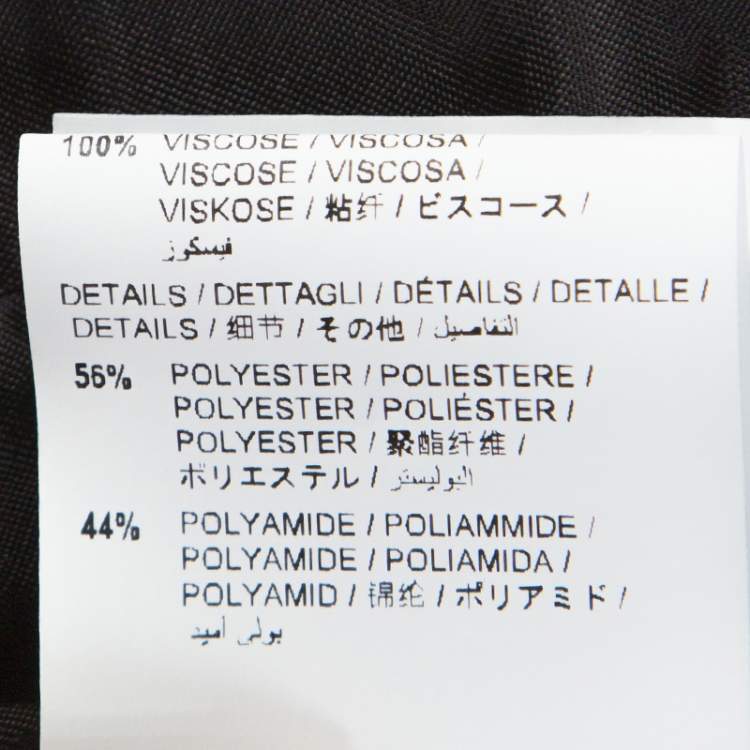 100% VISCOSE / VISCOSA /
VISCOSE / VISCOSA /
VISKOSE / 粘纤 / ビスコース /
فيسكوز
DETAILS / DETTAGLI / DÉTAILS / DETALLE /
DETAILS / 细节 / その他 / التفاصيل
56% POLYESTER / POLIESTERE /
POLYESTER / POLIÉSTER /
POLYESTER / 聚酯纤维 /
ポリエステル / البوليستر
44% POLYAMIDE / POLIAMMIDE /
POLYAMIDE / POLIAMIDA /
POLYAMID / 锦纶 / ポリアミド /
بولي اميد